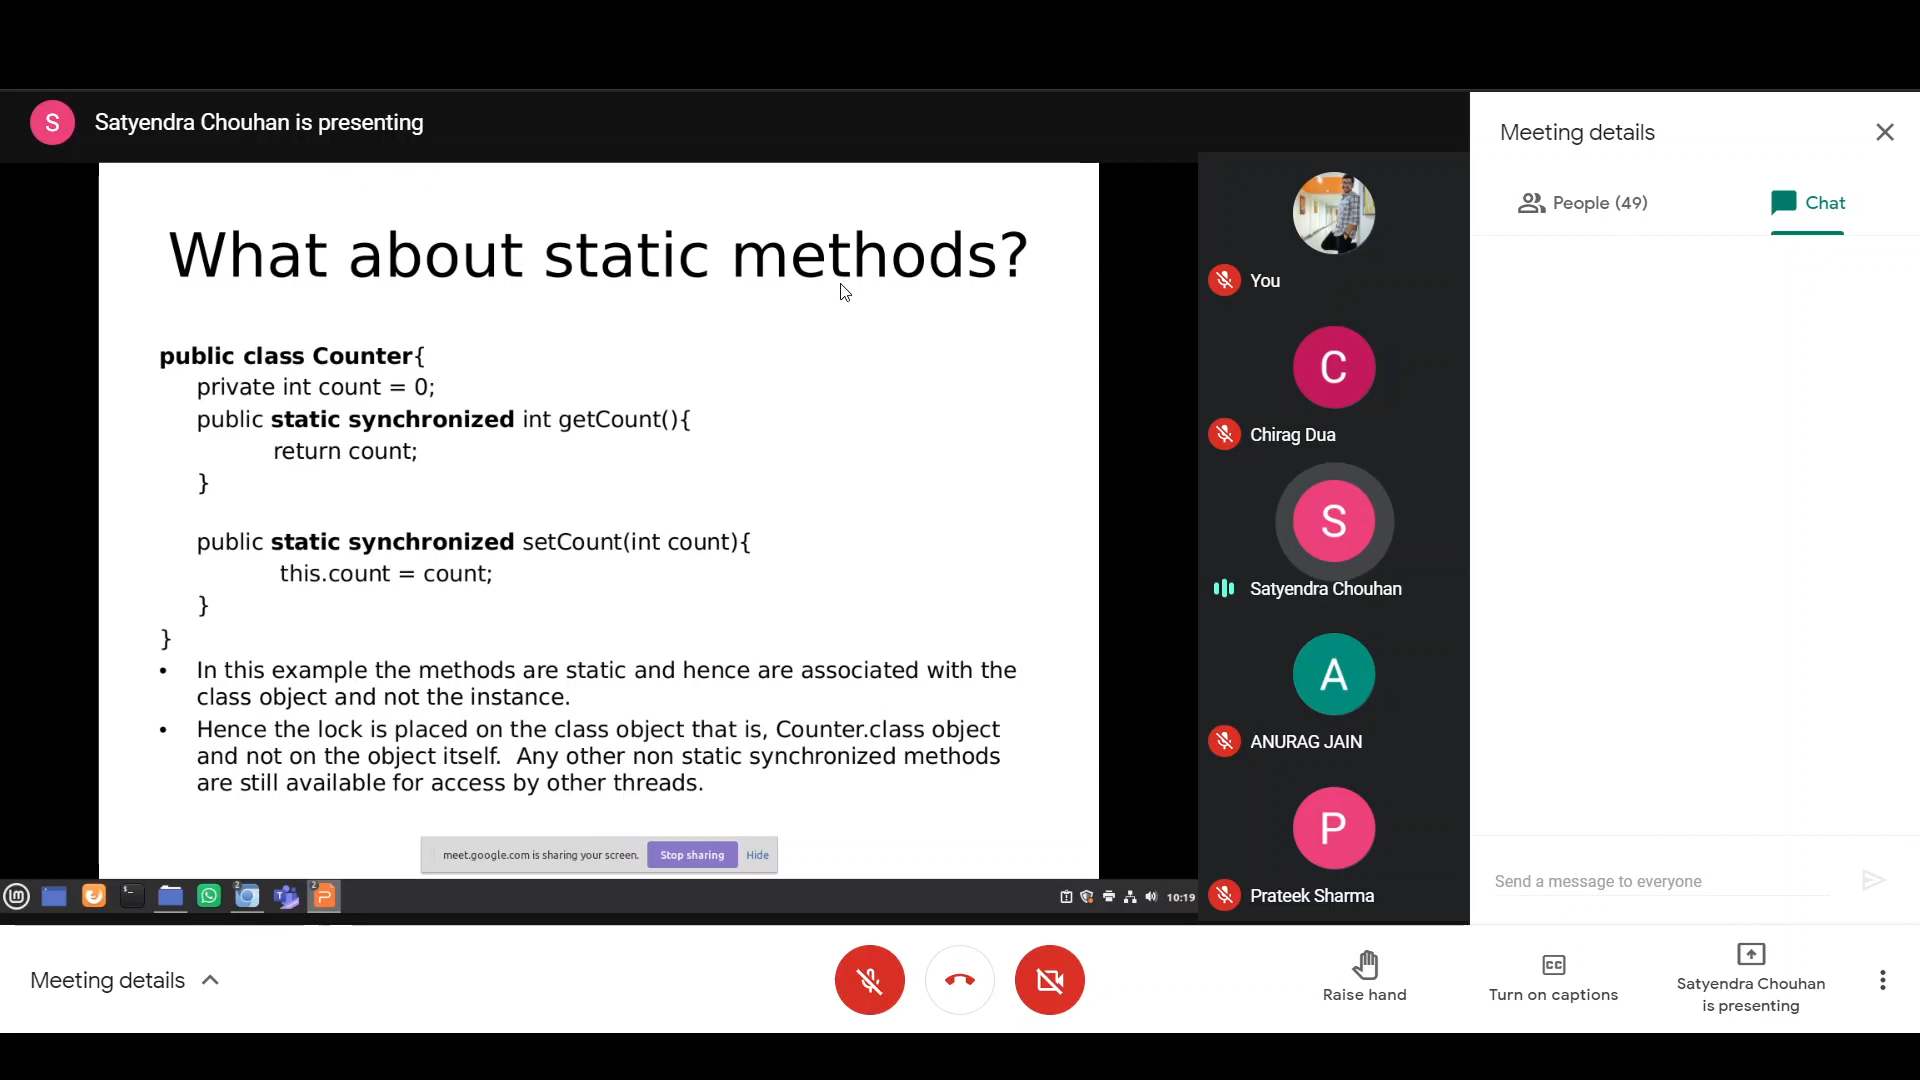 S
Satyendra Chouhan is presenting
What about static methods?
public class Counter{
private int count = 0;
public static synchronized int getCount(){
return count;
}
public static synchronized setCount(int count){
this.count = count;
}
}
• In this example the methods are static and hence are associated with the
class object and not the instance.
• Hence the lock is placed on the class object that is, Counter.class object
and not on the object itself. Any other non static synchronized methods
are still available for access by other threads.
meet.google.com is sharing your screen.
Stop sharing
Hide
2
2
10:19
You
C
Chirag Dua
S
Satyendra Chouhan
A
ANURAG JAIN
P
Prateek Sharma
Meeting details
People (49)
Chat
Send a message to everyone
Meeting details
Raise hand
CC
Turn on captions
Satyendra Chouhan
is presenting